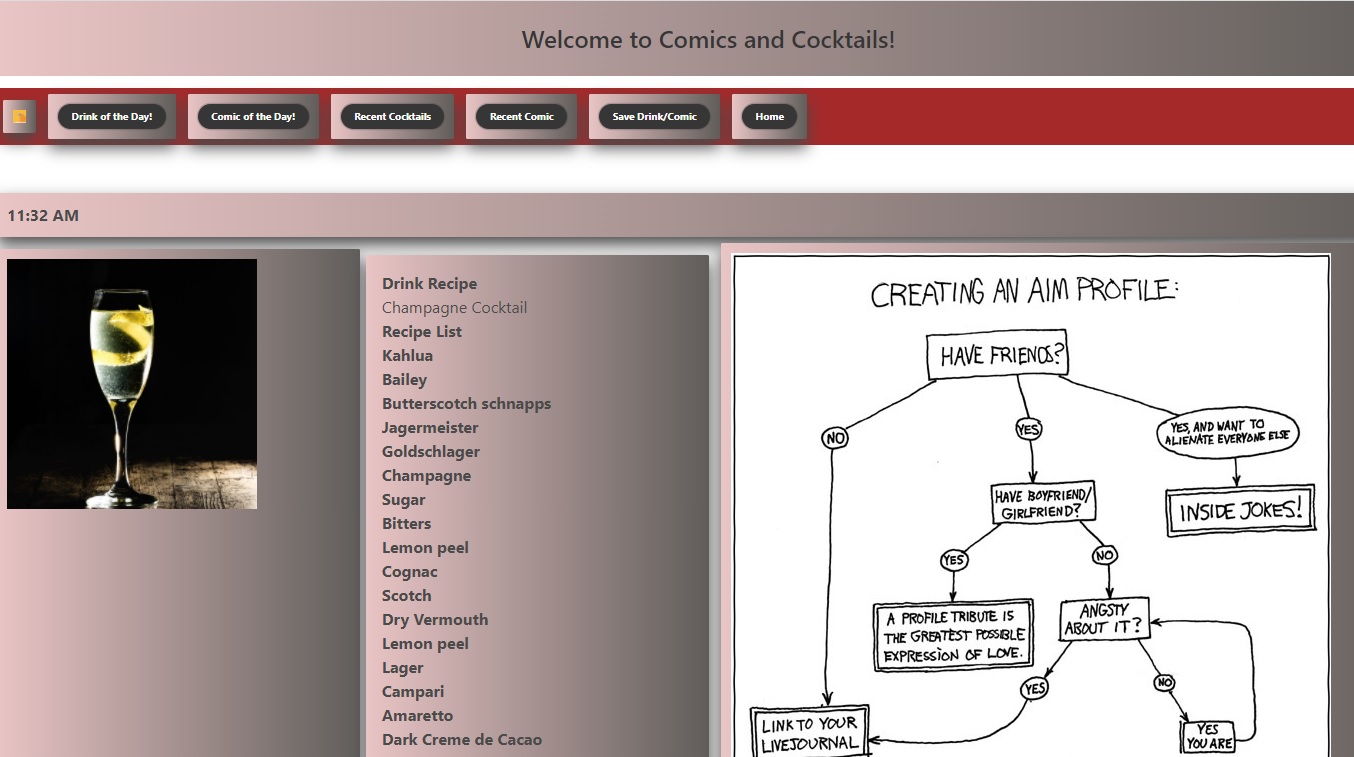 Welcome to Comics and Cocktails!
Drink of the Day!
Comic of the Day!
Recent Cocktails
Recent Comic
Save Drink/Comic
Home
11:32 AM
Drink Recipe
Champagne Cocktail
Recipe List
Kahlua
Bailey
Butterscotch schnapps
Jagermeister
Goldschlager
Champagne
Sugar
Bitters
Lemon peel
Cognac
Scotch
Dry Vermouth
Lemon peel
Lager
Campari
Amaretto
Dark Creme de Cacao
CREATING AN AIM PROFILE:
HAVE FRIENDS?
NO
YES
YES, AND WANT TO
ALIENATE EVERYONE ELSE
HAVE BOYFRIEND/
GIRLFRIEND?
INSIDE JOKES!
YES
NO
A PROFILE TRIBUTE IS
THE GREATEST POSSIBLE
EXPRESSION OF LOVE.
ANGSTY
ABOUT IT?
YES
NO
LINK TO YOUR
LIVEJOURNAL
YES
YOU ARE